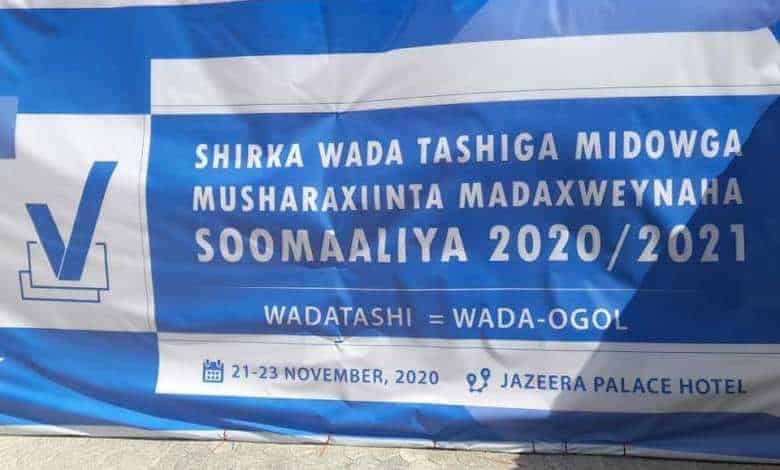 SHIRKA WADA TASHIGA MIDOWGA
MUSHARAXIINTA MADAXWEYNAHA
SOOMAALIYA 2020/2021
WADATASHI = WADA-OGOL
21-23 NOVEMBER, 2020 JAZEERA PALACE HOTEL